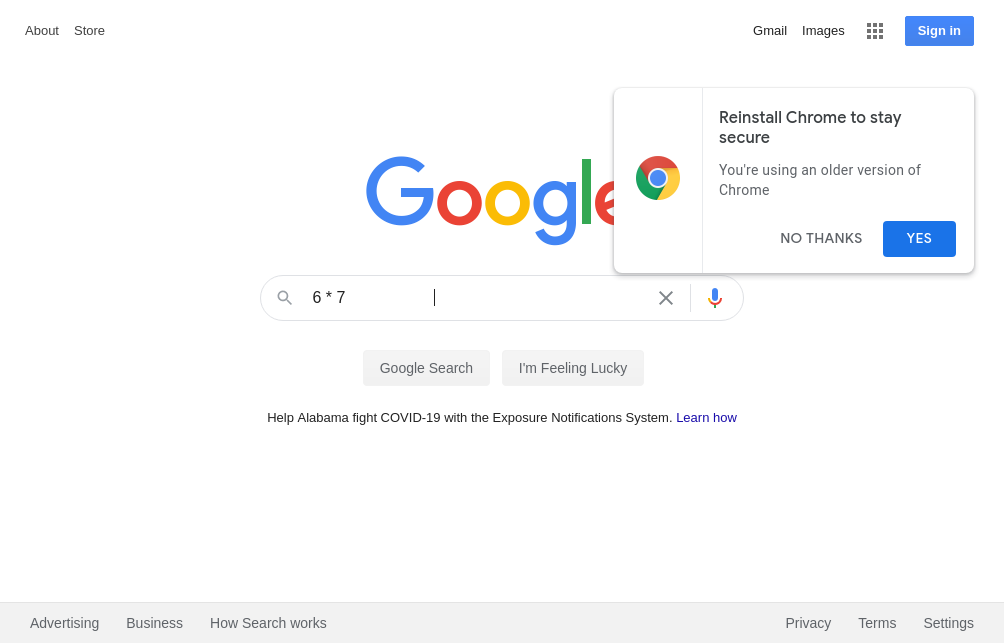 About Store
Gmail Images Sign in
Reinstall Chrome to stay
secure
You're using an older version of
Chrome
NO THANKS YES
Google
6 * 7
Google Search I'm Feeling Lucky
Help Alabama fight COVID-19 with the Exposure Notifications System. Learn how
Advertising Business How Search works
Privacy Terms Settings